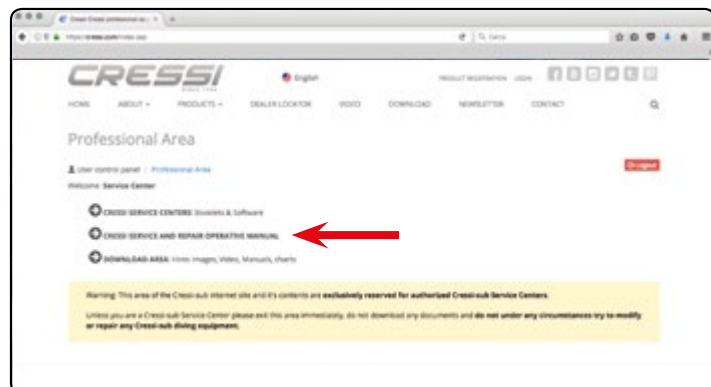 CRESSI
SINCE 1946
English
PRODUCT REGISTRATION LOGIN
HOME ABOUT PRODUCTS DEALER LOCATOR VIDEO DOWNLOAD NEWSLETTER CONTACT
Professional Area
User control panel / Professional Area
Logout
Welcome Service Center
CRESSI SERVICE CENTERS: Booklets & Software
CRESSI SERVICE AND REPAIR OPERATIVE MANUAL
DOWNLOAD AREA: Hires images, Video, Manuals, charts
Warning: This area of the Cressi-sub internet site and it's contents are exclusively reserved for authorized Cressi-sub Service Centers.
Unless you are a Cressi-sub Service Center please exit this area immediately, do not download any documents and do not under any circumstances try to modify
or repair any Cressi-sub diving equipment.